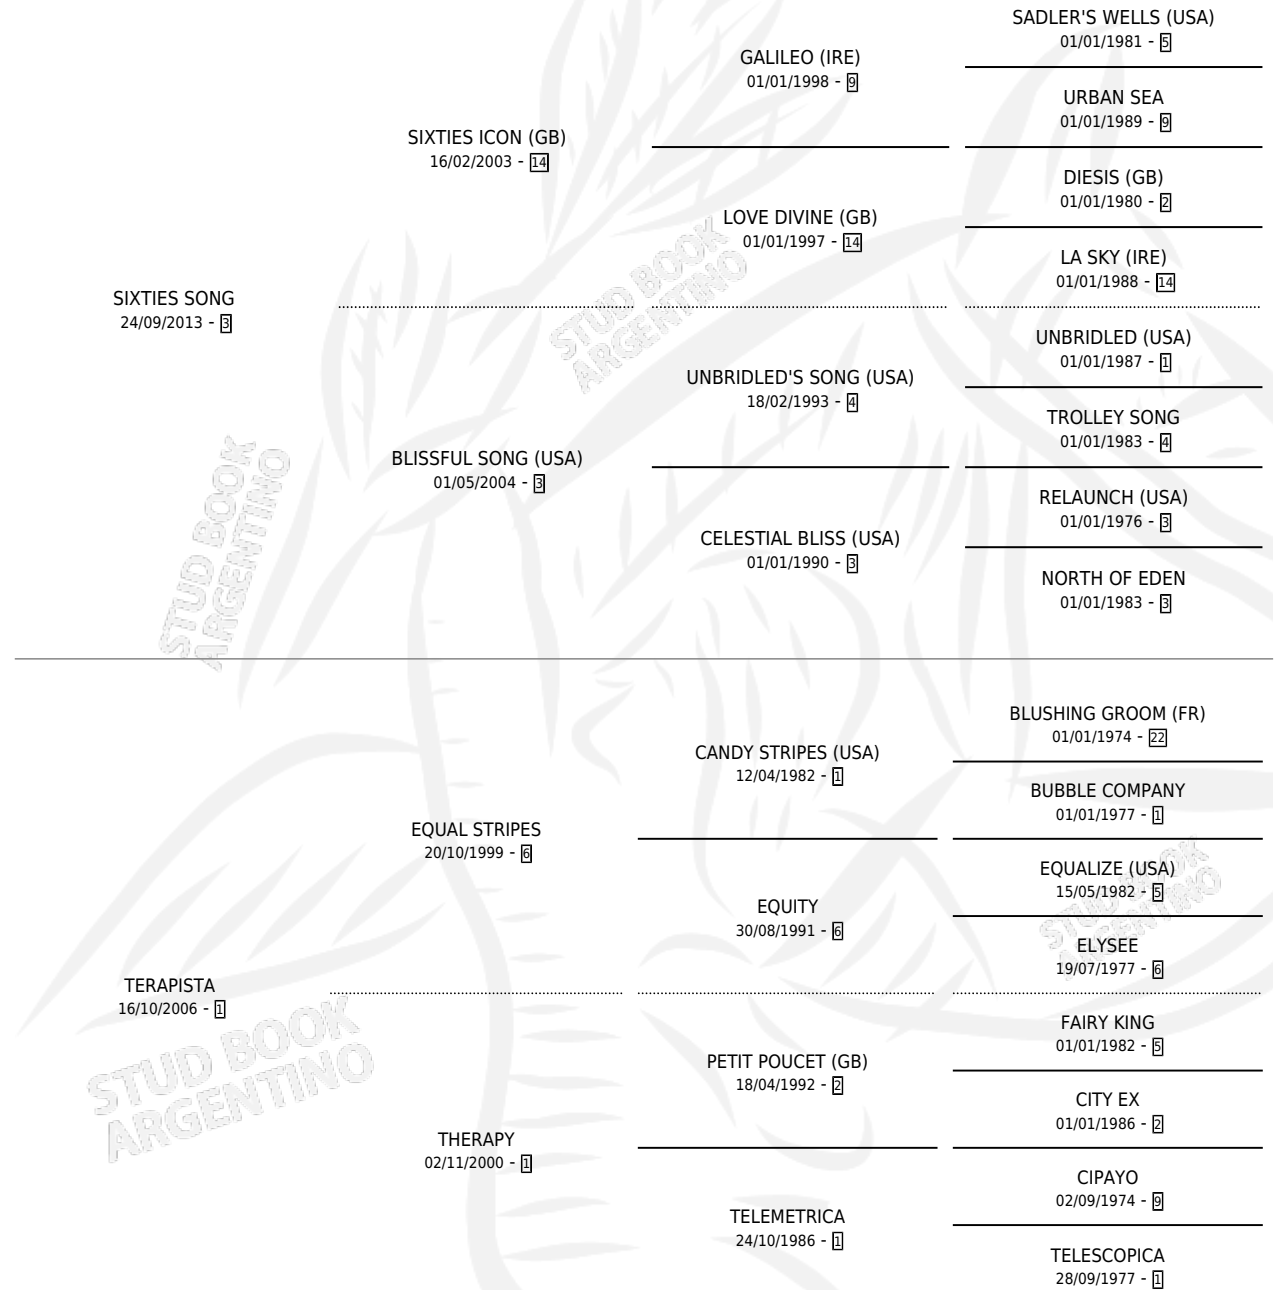 SADLER'S WELLS (USA)
01/01/1981 - 5
GALILEO (IRE)
01/01/1998 - 9
URBAN SEA
01/01/1989 - 9
SIXTIES ICON (GB)
16/02/2003 - 14
DIESIS (GB)
01/01/1980 - 2
LOVE DIVINE (GB)
01/01/1997 - 14
LA SKY (IRE)
01/01/1988 - 14
SIXTIES SONG
24/09/2013 - 3
UNBRIDLED (USA)
01/01/1987 - 1
UNBRIDLED'S SONG (USA)
18/02/1993 - 4
TROLLEY SONG
01/01/1983 - 4
BLISSFUL SONG (USA)
01/05/2004 - 3
RELAUNCH (USA)
01/01/1976 - 3
CELESTIAL BLISS (USA)
01/01/1990 - 3
NORTH OF EDEN
01/01/1983 - 3
BLUSHING GROOM (FR)
01/01/1974 - 22
CANDY STRIPES (USA)
12/04/1982 - 1
BUBBLE COMPANY
01/01/1977 - 1
EQUAL STRIPES
20/10/1999 - 6
EQUALIZE (USA)
15/05/1982 - 5
EQUITY
30/08/1991 - 6
ELYSEE
19/07/1977 - 6
TERAPISTA
16/10/2006 - 1
FAIRY KING
01/01/1982 - 5
PETIT POUCET (GB)
18/04/1992 - 2
CITY EX
01/01/1986 - 2
THERAPY
02/11/2000 - 1
CIPAYO
02/09/1974 - 9
TELEMETRICA
24/10/1986 - 1
TELESCOPICA
28/09/1977 - 1
STUD BOOK
ARGENTINO
STUD BOOK
ARGENTINO
STUD BOOK
ARGENTINO
STUD BOOK
ARGENTINO